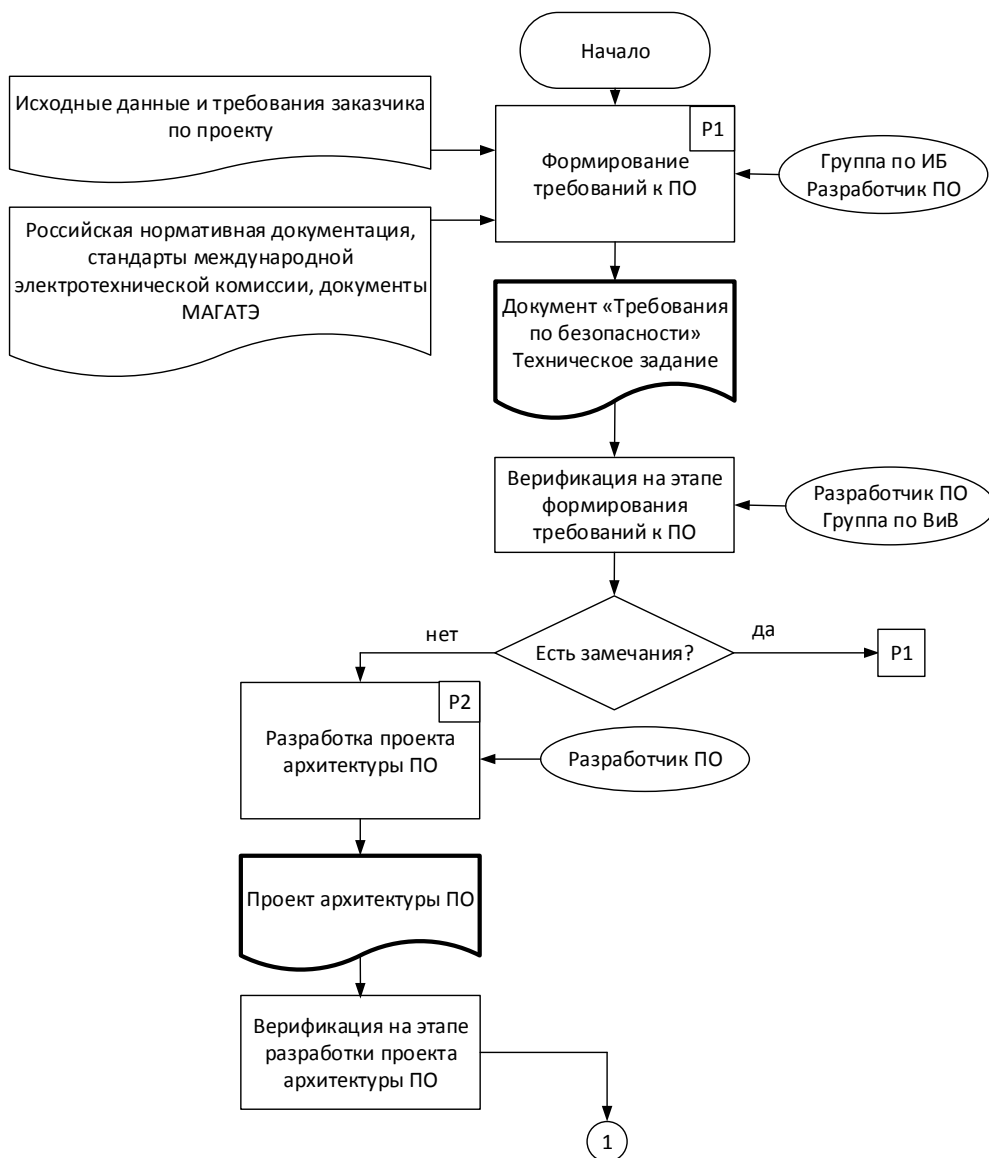 Начало
Исходные данные и требования заказчика
по проекту
Р1
Формирование
требований к ПО
Группа по ИБ
Разработчик ПО
Российская нормативная документация,
стандарты международной
электротехнической комиссии, документы
МАГАТЭ
Документ «Требования
по безопасности»
Техническое задание
Верификация на этапе
формирования
требований к ПО
Разработчик ПО
Группа по ВиВ
Есть замечания?
нет
да
Р1
Р2
Разработка проекта
архитектуры ПО
Разработчик ПО
Проект архитектуры ПО
Верификация на этапе
разработки проекта
архитектуры ПО
1